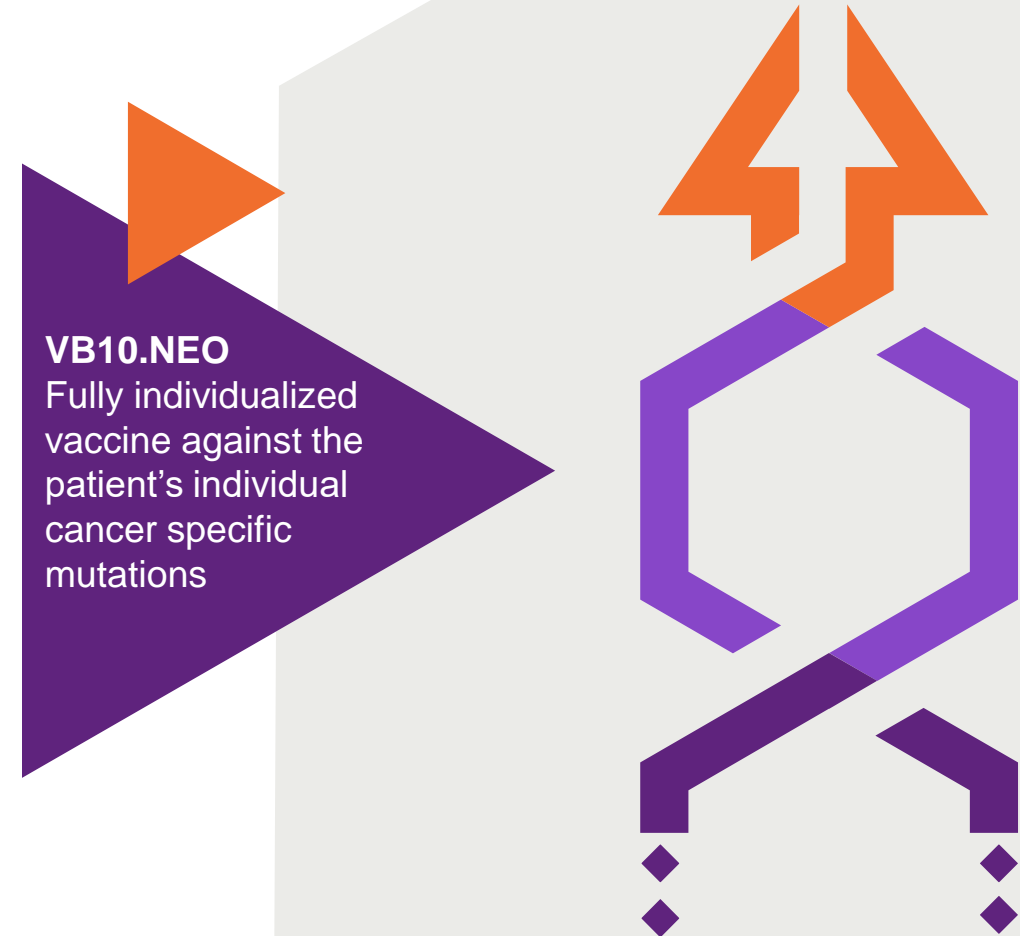 VB10.NEO
Fully individualized
vaccine against the
patient’s individual
cancer specific
mutations